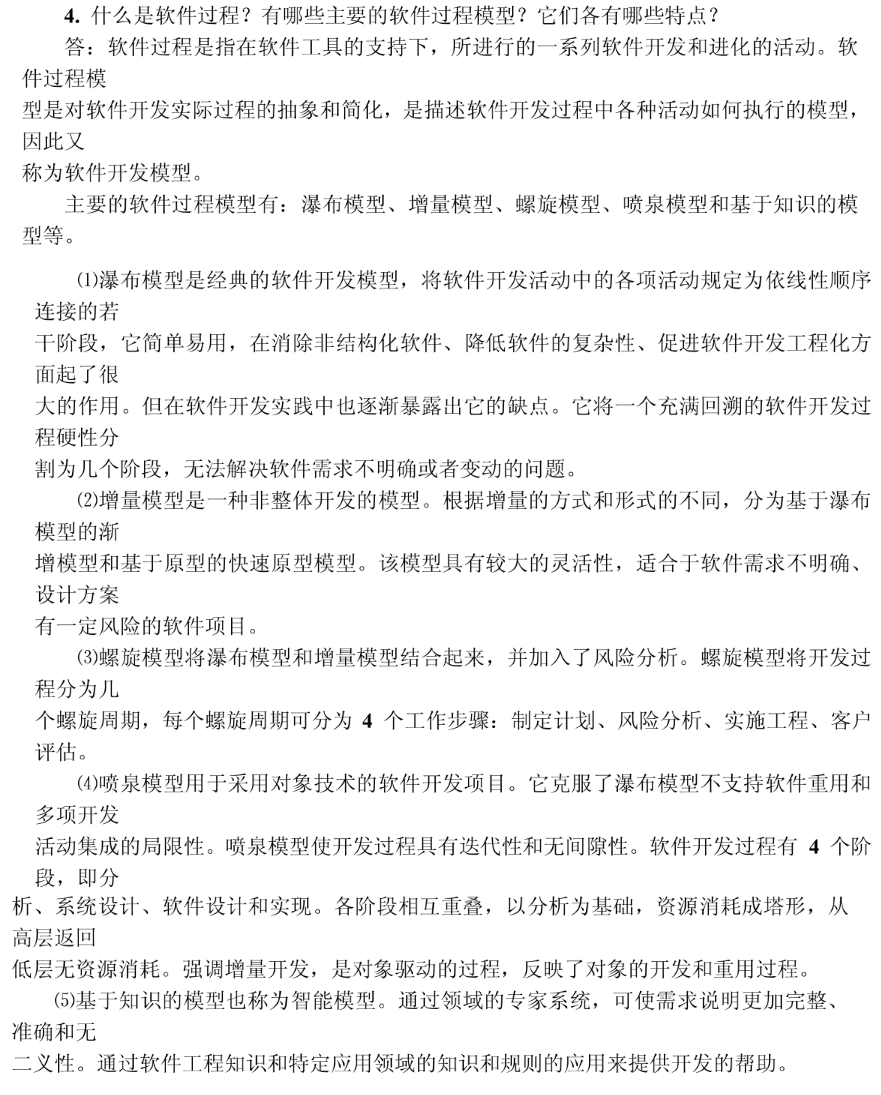 4. 什么是软件过程？有哪些主要的软件过程模型？它们各有哪些特点？
答：软件过程是指在软件工具的支持下，所进行的一系列软件开发和进化的活动。软
件过程模
型是对软件开发实际过程的抽象和简化，是描述软件开发过程中各种活动如何执行的模型，
因此又
称为软件开发模型。
主要的软件过程模型有：瀑布模型、增量模型、螺旋模型、喷泉模型和基于知识的模
型等。
⑴瀑布模型是经典的软件开发模型，将软件开发活动中的各项活动规定为依线性顺序
连接的若
干阶段，它简单易用，在消除非结构化软件、降低软件的复杂性、促进软件开发工程化方
面起了很
大的作用。但在软件开发实践中也逐渐暴露出它的缺点。它将一个充满回溯的软件开发过
程硬性分
割为几个阶段，无法解决软件需求不明确或者变动的问题。
⑵增量模型是一种非整体开发的模型。根据增量的方式和形式的不同，分为基于瀑布
模型的渐
增模型和基于原型的快速原型模型。该模型具有较大的灵活性，适合于软件需求不明确、
设计方案
有一定风险的软件项目。
⑶螺旋模型将瀑布模型和增量模型结合起来，并加入了风险分析。螺旋模型将开发过
程分为几
个螺旋周期，每个螺旋周期可分为 4 个工作步骤：制定计划、风险分析、实施工程、客户
评估。
⑷喷泉模型用于采用对象技术的软件开发项目。它克服了瀑布模型不支持软件重用和
多项开发
活动集成的局限性。喷泉模型使开发过程具有迭代性和无间隙性。软件开发过程有 4 个阶
段，即分
析、系统设计、软件设计和实现。各阶段相互重叠，以分析为基础，资源消耗成塔形，从
高层返回
低层无资源消耗。强调增量开发，是对象驱动的过程，反映了对象的开发和重用过程。
⑸基于知识的模型也称为智能模型。通过领域的专家系统，可使需求说明更加完整、
准确和无
二义性。通过软件工程知识和特定应用领域的知识和规则的应用来提供开发的帮助。